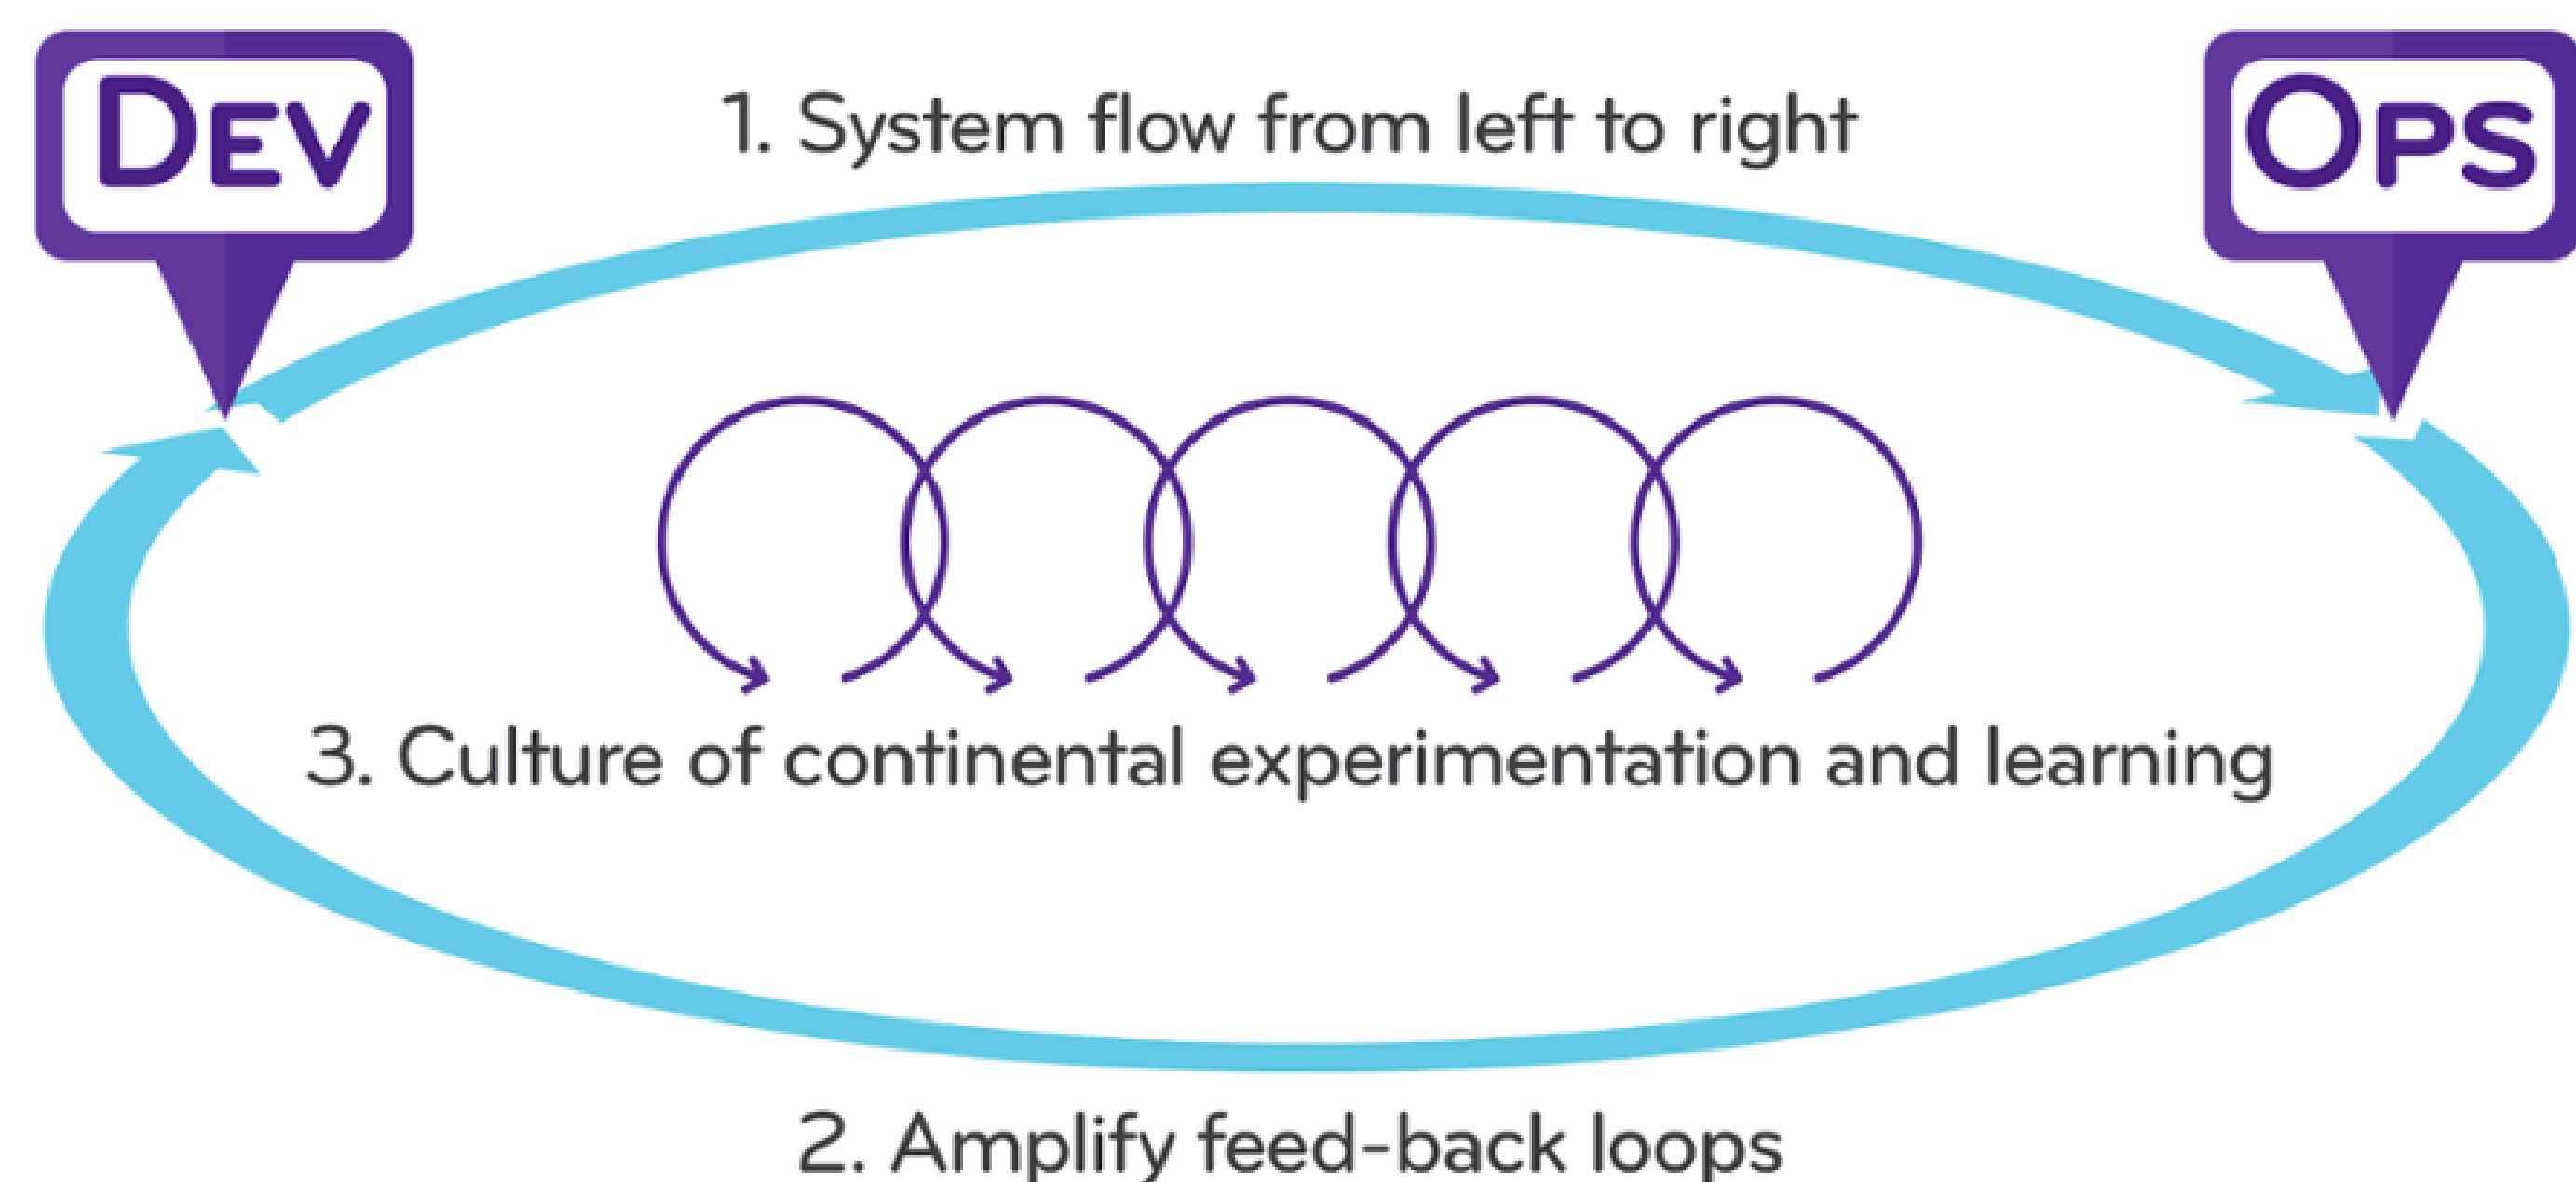 DEV
OPS
1. System flow from left to right
3. Culture of continental experimentation and learning
2. Amplify feed-back loops